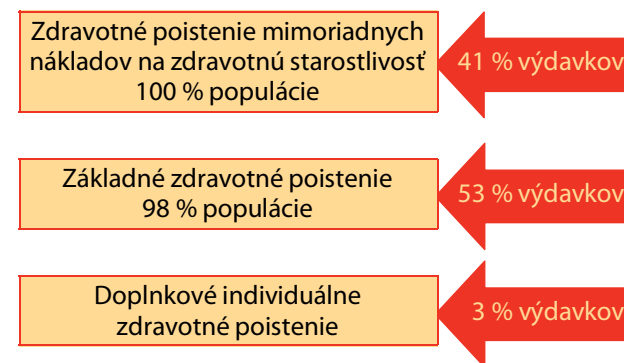 Zdravotné poistenie mimoriadnych
nákladov na zdravotnú starostlivosť
100 % populácie
41 % výdavkov
Základné zdravotné poistenie
98 % populácie
53 % výdavkov
Doplnkové individuálne
zdravotné poistenie
3 % výdavkov